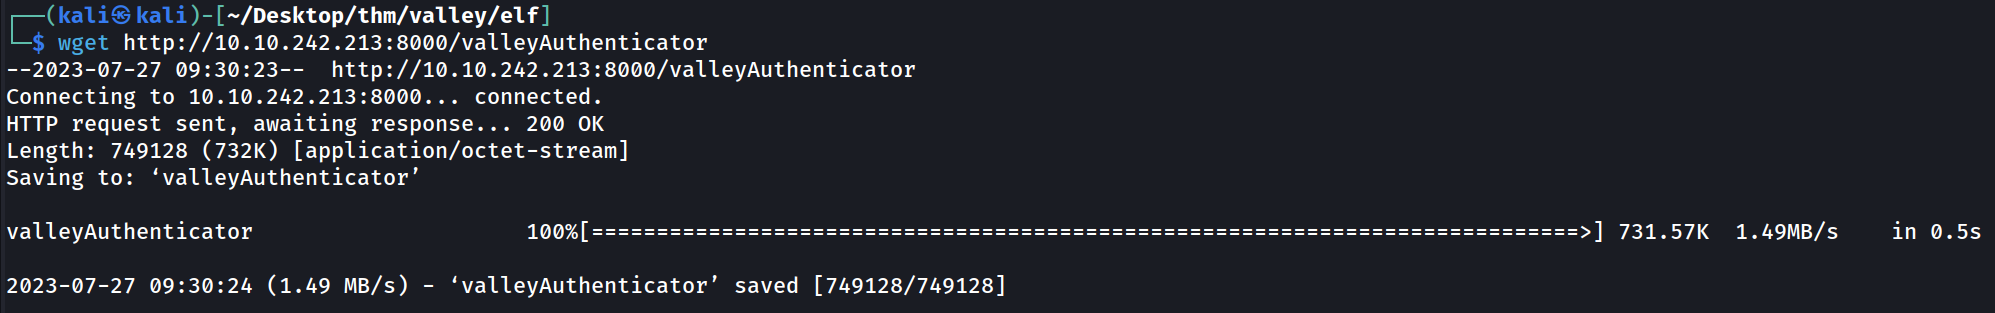 ┌──(kali㉿kali)-[~/Desktop/thm/valley/elf]
└─$ wget http://10.10.242.213:8000/valleyAuthenticator
--2023-07-27 09:30:23--  http://10.10.242.213:8000/valleyAuthenticator
Connecting to 10.10.242.213:8000... connected.
HTTP request sent, awaiting response... 200 OK
Length: 749128 (732K) [application/octet-stream]
Saving to: ‘valleyAuthenticator’
valleyAuthenticator 100%[============================================================================>] 731.57K 1.49MB/s in 0.5s
2023-07-27 09:30:24 (1.49 MB/s) - ‘valleyAuthenticator’ saved [749128/749128]